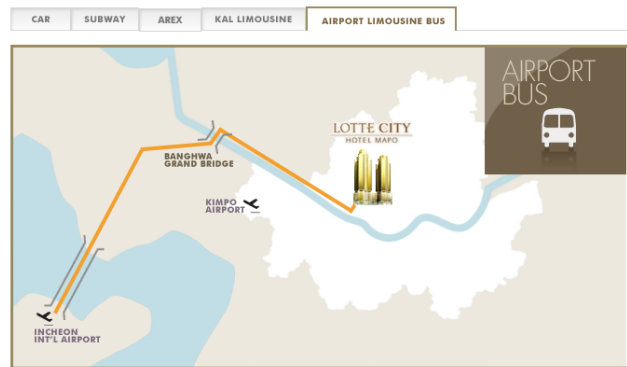 CAR
SUBWAY
AREX
KAL LIMOUSINE
AIRPORT LIMOUSINE BUS
AIRPORT
BUS
LOTTE CITY
HOTEL MAPO
BANGHWA
GRAND BRIDGE
KIMPO
AIRPORT
INCHEON
INT'L AIRPORT